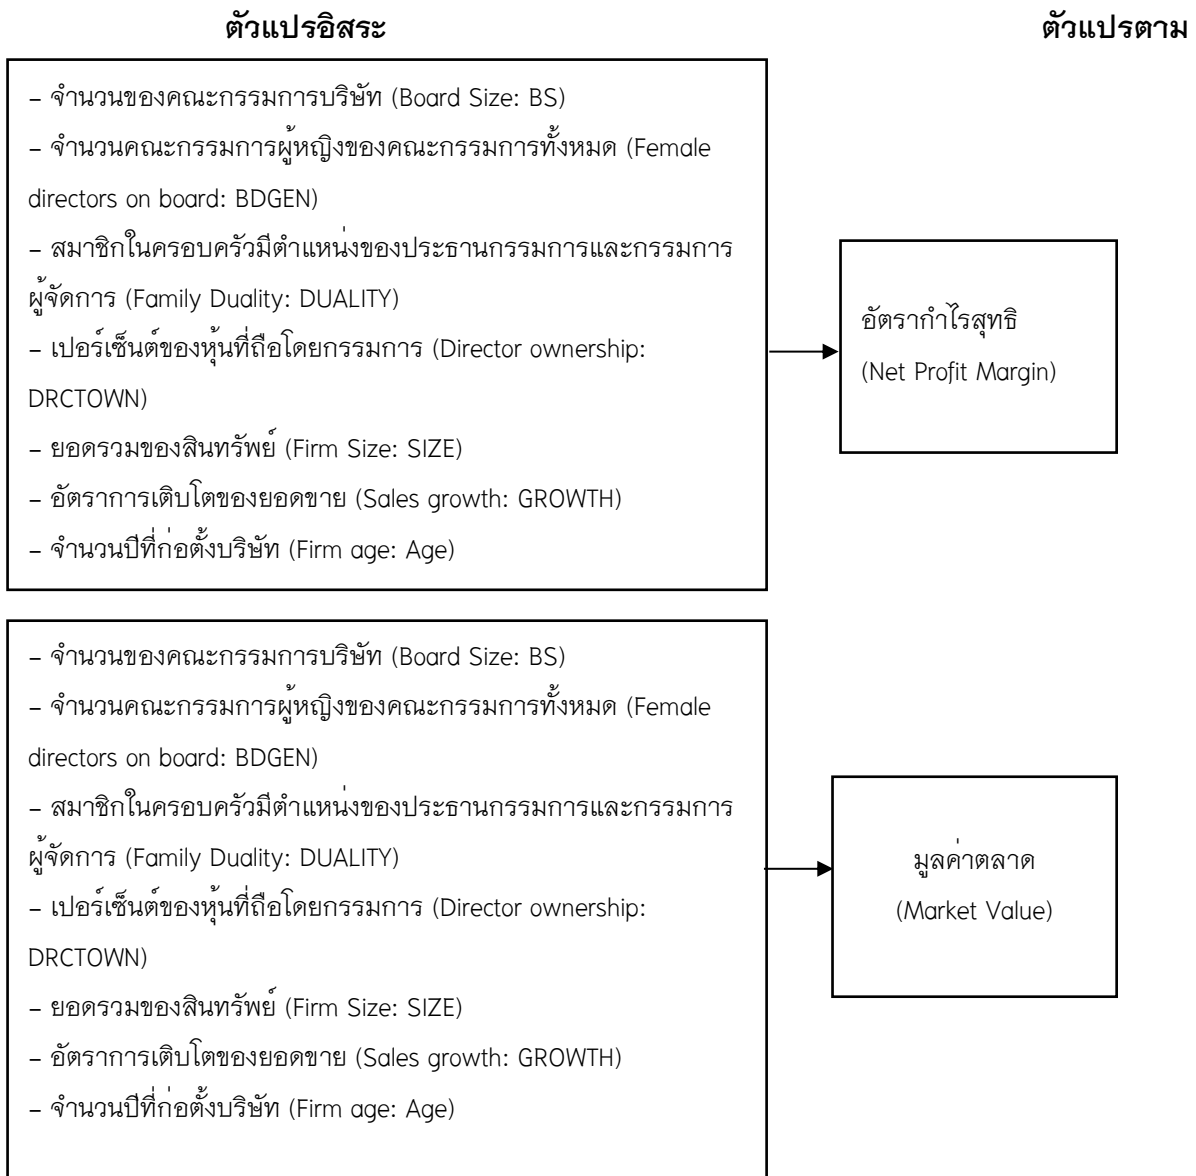 ตัวแปรอิสระ
ตัวแปรตาม
– จำนวนของคณะกรรมการบริษัท (Board Size: BS)
– จำนวนคณะกรรมการผู้หญิงของคณะกรรมการทั้งหมด (Female
directors on board: BDGEN)
– สมาชิกในครอบครัวมีตำแหน่งของประธานกรรมการและกรรมการ
ผู้จัดการ (Family Duality: DUALITY)
– เปอร์เซ็นต์ของหุ้นที่ถือโดยกรรมการ (Director ownership:
DRCTOWN)
– ยอดรวมของสินทรัพย์ (Firm Size: SIZE)
– อัตราการเติบโตของยอดขาย (Sales growth: GROWTH)
– จำนวนปีที่ก่อตั้งบริษัท (Firm age: Age)
อัตรากำไรสุทธิ
(Net Profit Margin)
– จำนวนของคณะกรรมการบริษัท (Board Size: BS)
– จำนวนคณะกรรมการผู้หญิงของคณะกรรมการทั้งหมด (Female
directors on board: BDGEN)
– สมาชิกในครอบครัวมีตำแหน่งของประธานกรรมการและกรรมการ
ผู้จัดการ (Family Duality: DUALITY)
– เปอร์เซ็นต์ของหุ้นที่ถือโดยกรรมการ (Director ownership:
DRCTOWN)
– ยอดรวมของสินทรัพย์ (Firm Size: SIZE)
– อัตราการเติบโตของยอดขาย (Sales growth: GROWTH)
– จำนวนปีที่ก่อตั้งบริษัท (Firm age: Age)
มูลค่าตลาด
(Market Value)